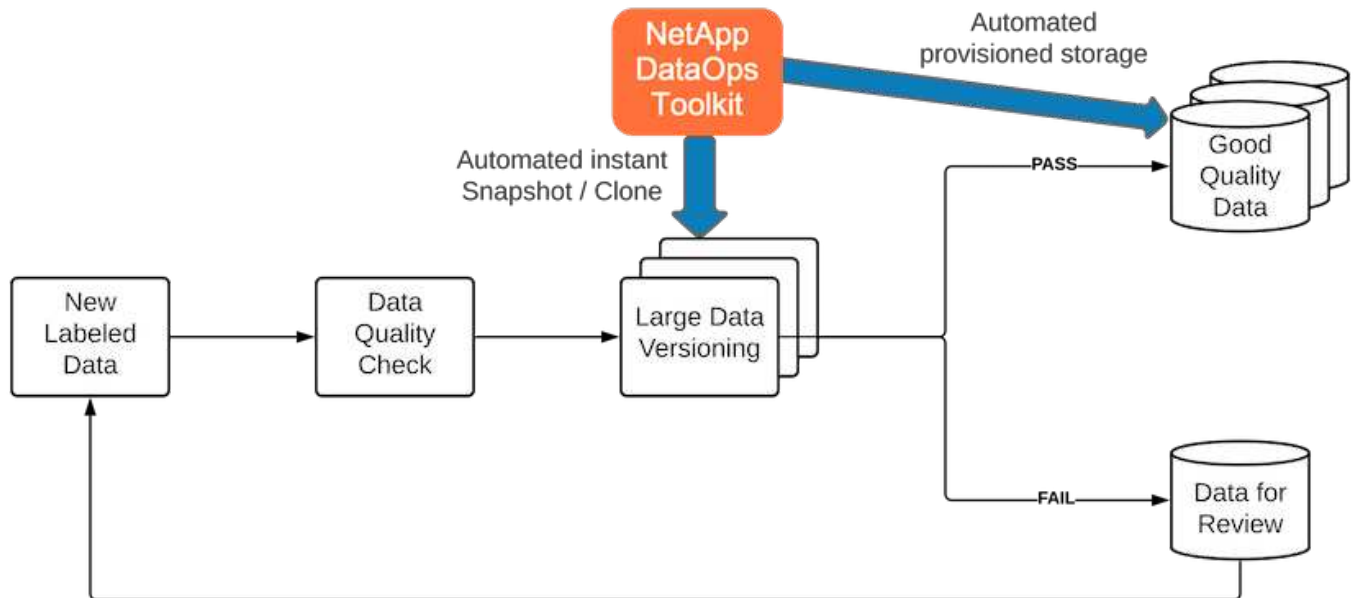 NetApp
DataOps
Toolkit
Automated
provisioned storage
Automated instant
Snapshot / Clone
PASS
Good
Quality
Data
New
Labeled
Data
Data
Quality
Check
Large Data
Versioning
FAIL
Data for
Review